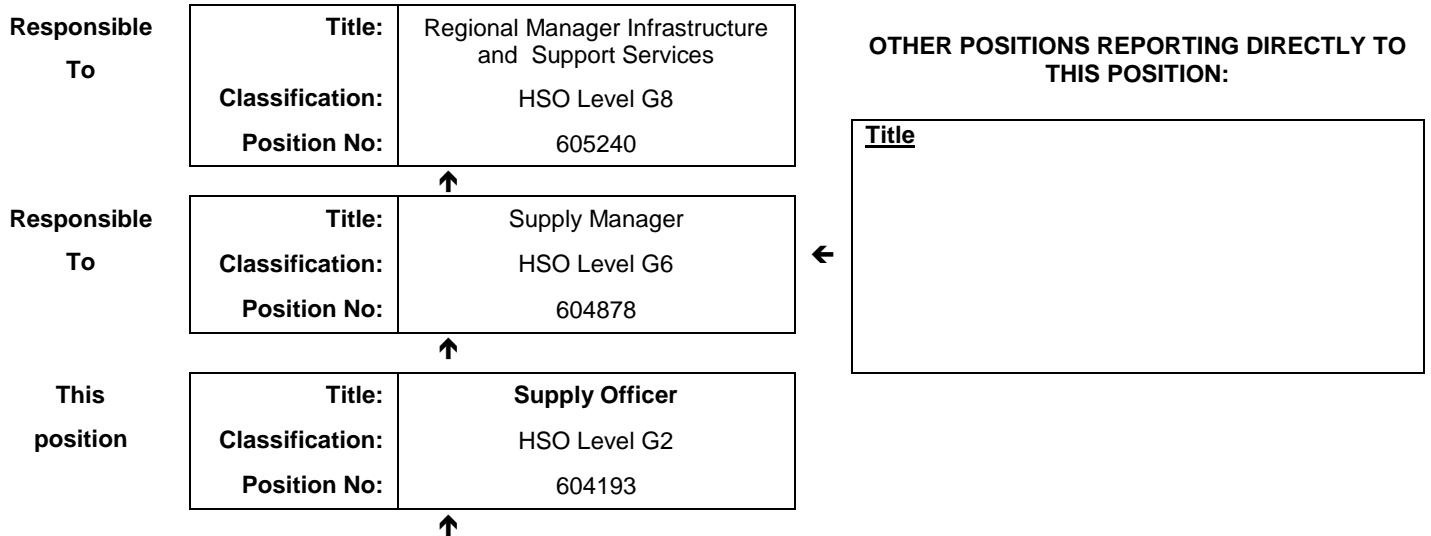 Responsible
To
Title:
Regional Manager Infrastructure
and Support Services
Classification:
HSO Level G8
Position No:
605240
Responsible
To
Title:
Supply Manager
Classification:
HSO Level G6
Position No:
604878
This
position
Title:
Supply Officer
Classification:
HSO Level G2
Position No:
604193
OTHER POSITIONS REPORTING DIRECTLY TO
THIS POSITION:
Title